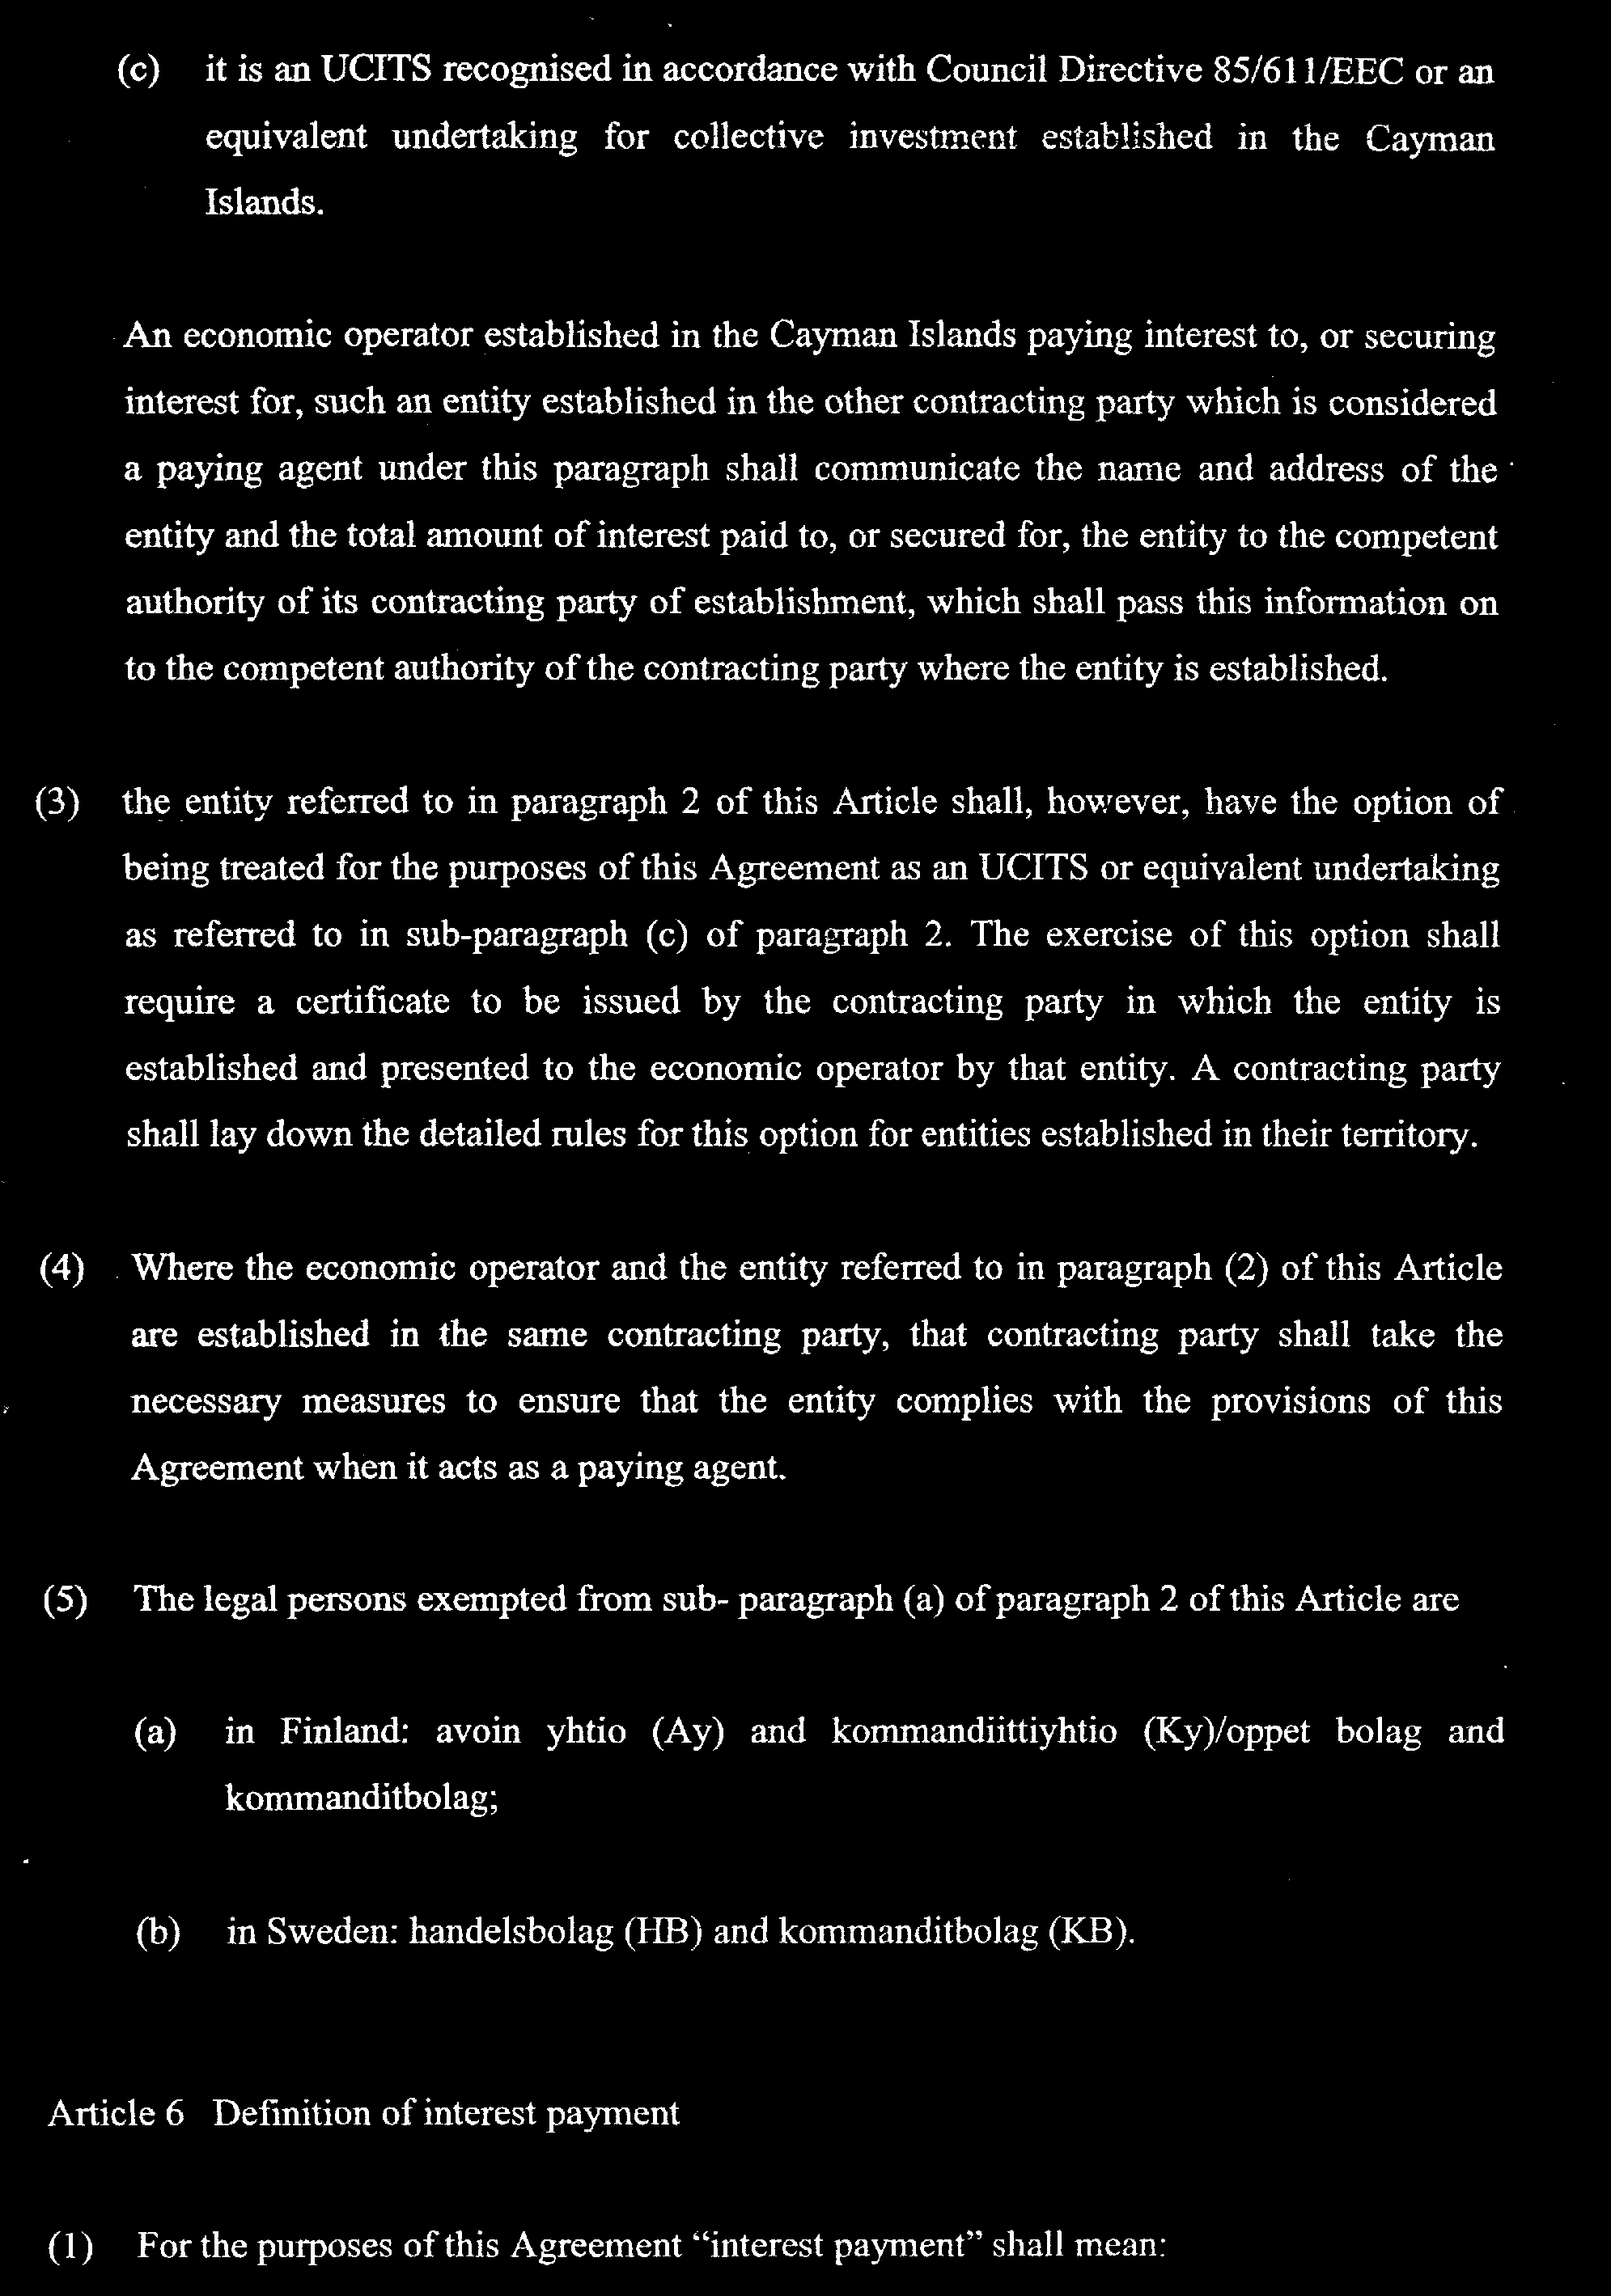 (c) it is an UCITS recognised in accordance with Council Directive 85/611/EEC or an
equivalent undertaking for collective investment established in the Cayman
Islands.
An economic operator established in the Cayman Islands paying interest to, or securing
interest for, such an entity established in the other contracting party which is considered
a paying agent under this paragraph shall communicate the name and address of the
entity and the total amount of interest paid to, or secured for, the entity to the competent
authority of its contracting party of establishment, which shall pass this information on
to the competent authority of the contracting party where the entity is established.
(3) the entity referred to in paragraph 2 of this Article shall, however, have the option of
being treated for the purposes of this Agreement as an UCITS or equivalent undertaking
as referred to in sub-paragraph (c) of paragraph 2. The exercise of this option shall
require a certificate to be issued by the contracting party in which the entity is
established and presented to the economic operator by that entity. A contracting party
shall lay down the detailed rules for this option for entities established in their territory.
(4) Where the economic operator and the entity referred to in paragraph (2) of this Article
are established in the same contracting party, that contracting party shall take the
necessary measures to ensure that the entity complies with the provisions of this
Agreement when it acts as a paying agent.
(5) The legal persons exempted from sub- paragraph (a) of paragraph 2 of this Article are
(a) in Finland: avoin yhtio (Ay) and kommandiittiyhtio (Ky)/oppet bolag and
kommanditbolag;
(b) in Sweden: handelsbolag (HB) and kommanditbolag (KB).
Article 6 Definition of interest payment
(1) For the purposes of this Agreement “interest payment” shall mean: